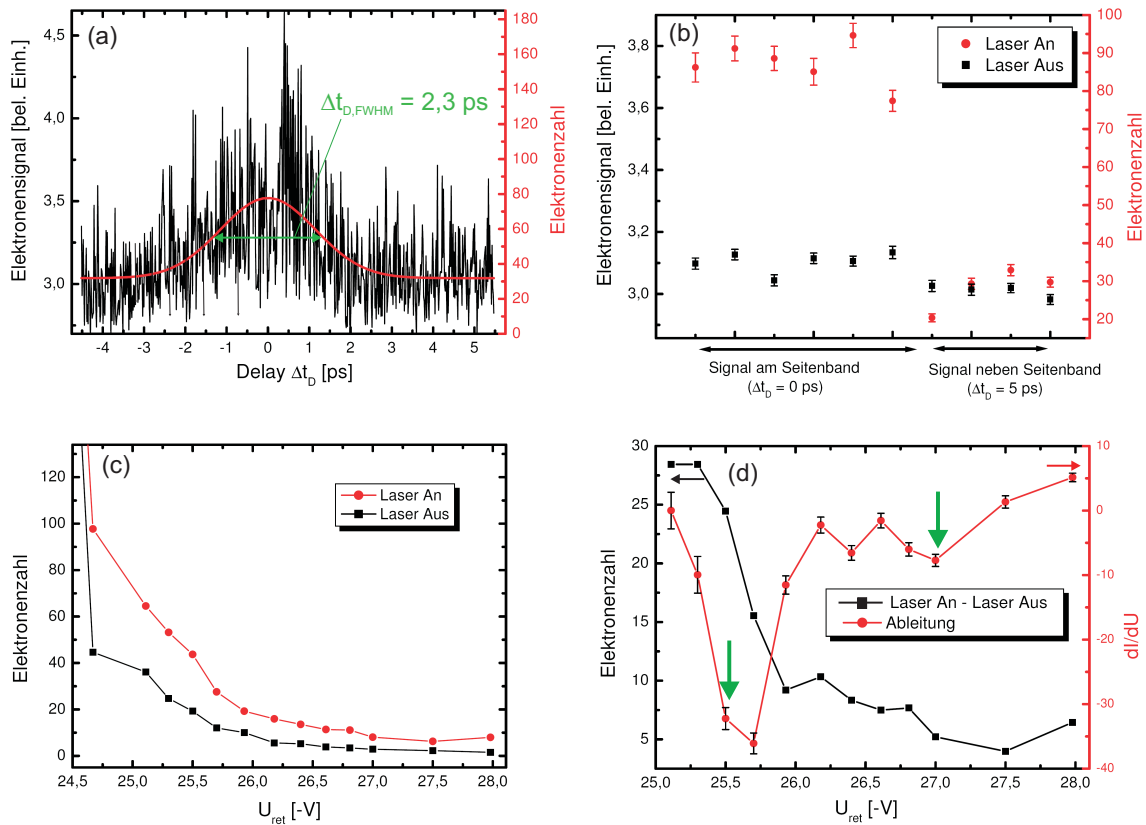 (a)
4,5
4,0
3,5
3,0
Elektronensignal [bel. Einh.]
180
160
140
120
100
80
60
40
20
0
Elektronenzahl
Δt_D,FWHM = 2,3 ps
-4 -3 -2 -1 0 1 2 3 4 5
Delay Δt_D [ps]
(b)
3,8
3,6
3,4
3,2
3,0
Elektronensignal [bel. Einh.]
Laser An
Laser Aus
100
90
80
70
60
50
40
30
20
Elektronenzahl
Signal am Seitenband
(Δt_D = 0 ps)
Signal neben Seitenband
(Δt_D = 5 ps)
(c)
120
100
80
60
40
20
0
Elektronenzahl
Laser An
Laser Aus
24,5 25,0 25,5 26,0 26,5 27,0 27,5 28,0
U_ret [-V]
(d)
30
25
20
15
10
5
Elektronenzahl
Laser An - Laser Aus
Ableitung
10
0
-10
-20
-30
-40
dI/dU
25,0 25,5 26,0 26,5 27,0 27,5 28,0
U_ret [-V]